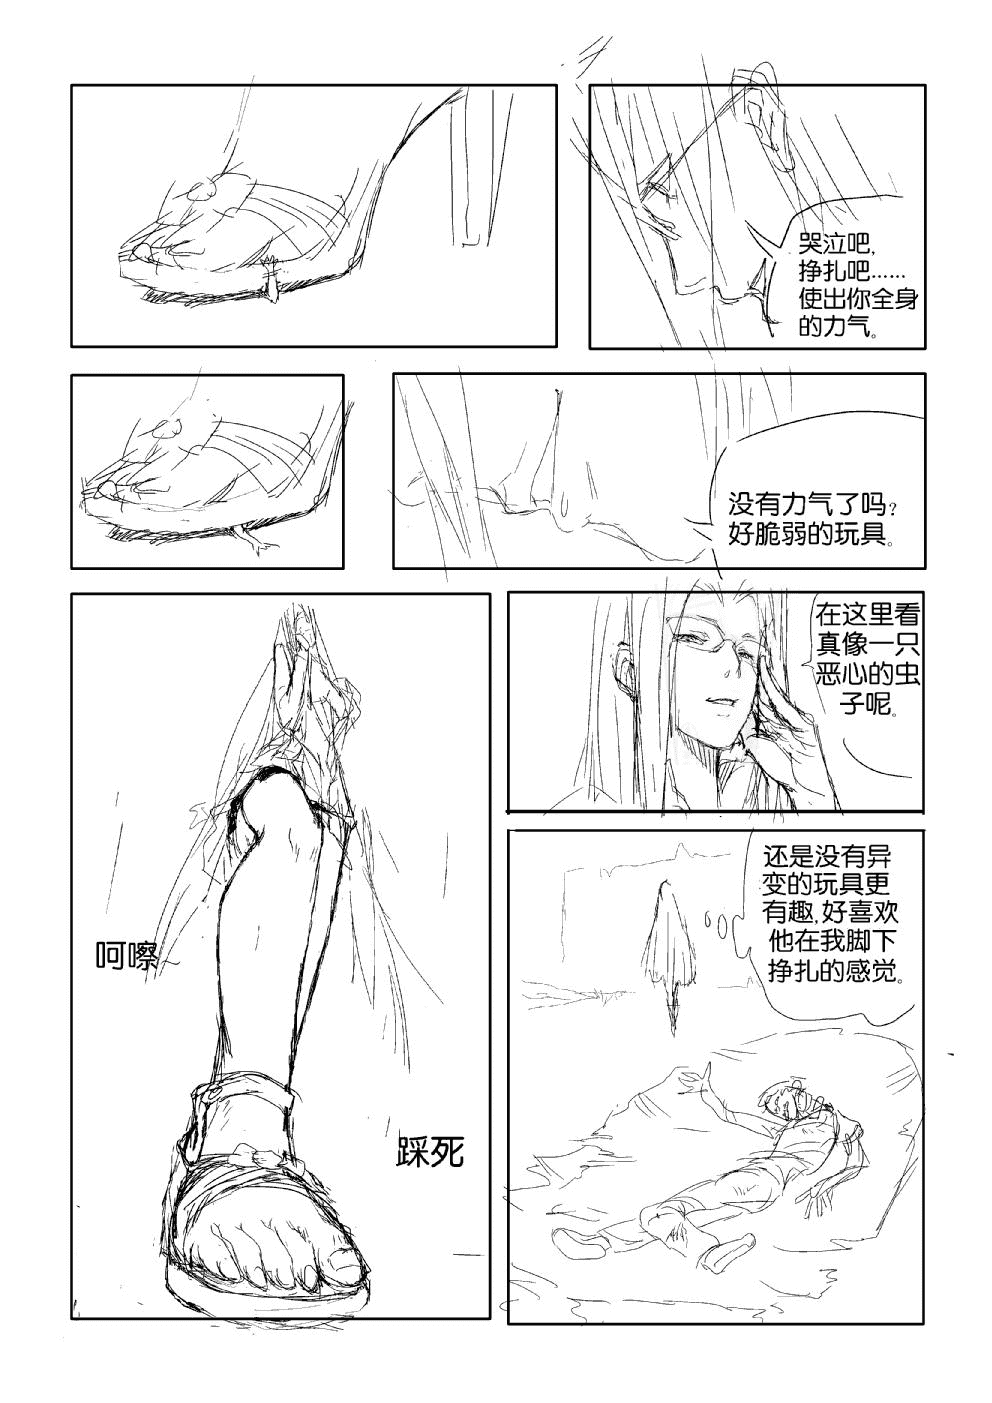 哭泣吧,
挣扎吧……
使出你全身
的力气。
没有力气了吗?
好脆弱的玩具。
在这里看
真像一只
恶心的虫
子呢。
呵嚓
踩死
还是没有异
变的玩具更
有趣,好喜欢
他在我脚下
挣扎的感觉。